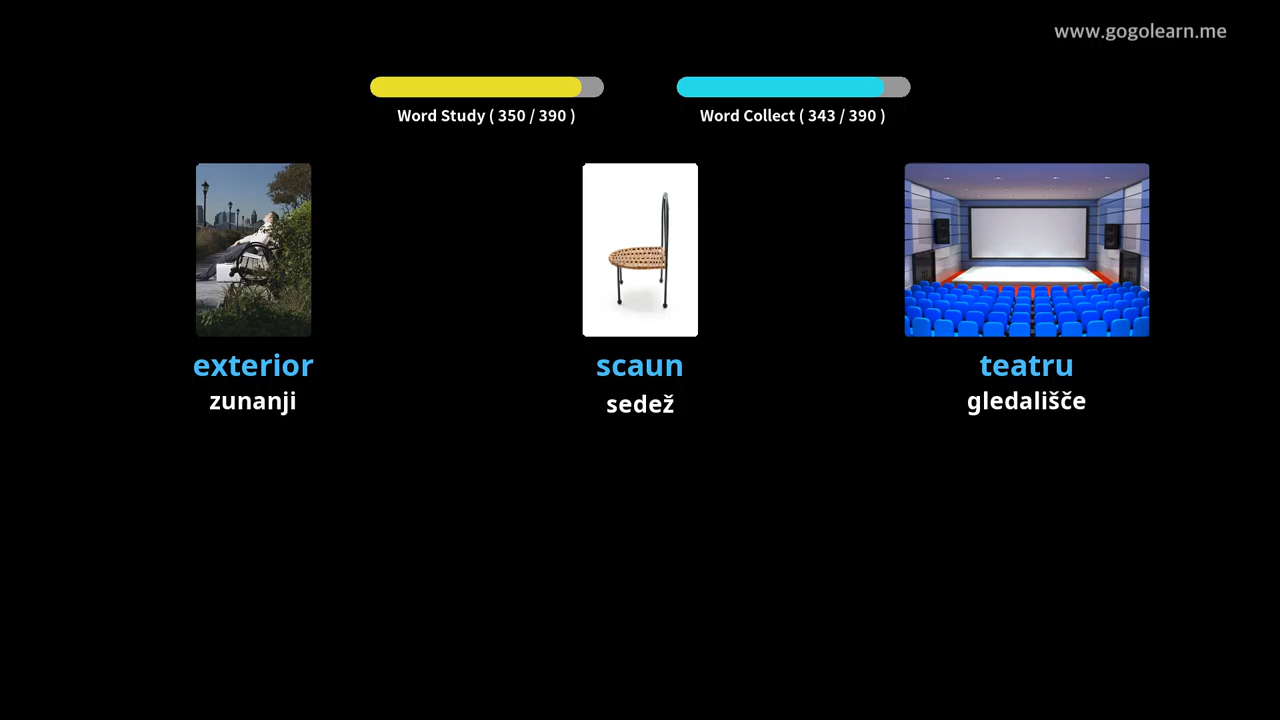 www.gogolearn.me
Word Study ( 350 / 390 )
Word Collect ( 343 / 390 )
exterior
zunanji
scaun
sedež
teatru
gledališče